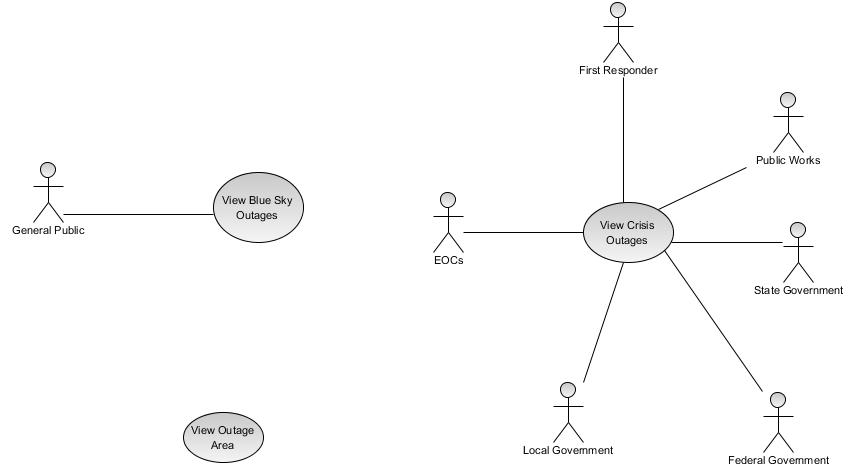 First Responder
Public Works
View Blue Sky
Outages
General Public
View Crisis
Outages
EOCs
State Government
View Outage
Area
Local Government
Federal Government